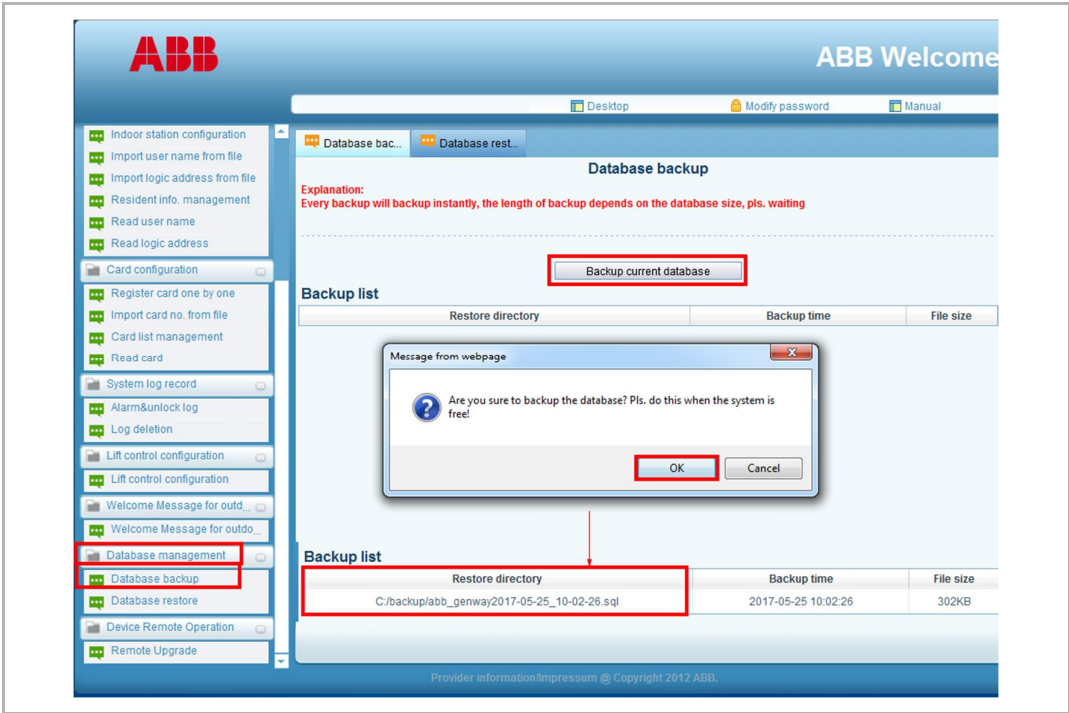 ABB
ABB Welcome
Desktop
Modify password
Manual
Indoor station configuration
Import user name from file
Import logic address from file
Resident info. management
Read user name
Read logic address
Card configuration
Register card one by one
Import card no. from file
Card list management
Read card
System log record
Alarm&unlock log
Log deletion
Lift control configuration
Lift control configuration
Welcome Message for outd...
Welcome Message for outdo...
Database management
Database backup
Database restore
Device Remote Operation
Remote Upgrade
Database bac...
Database rest...
Database backup
Explanation:
Every backup will backup instantly, the length of backup depends on the database size, pls. waiting
Backup current database
Backup list
Restore directory
Backup time
File size
Message from webpage
Are you sure to backup the database? Pls. do this when the system is
free!
OK
Cancel
Backup list
Restore directory
Backup time
File size
C:/backup/abb_genway2017-05-25_10-02-26.sql
2017-05-25 10:02:26
302KB
Provider information/Impressum @ Copyright 2012 ABB.